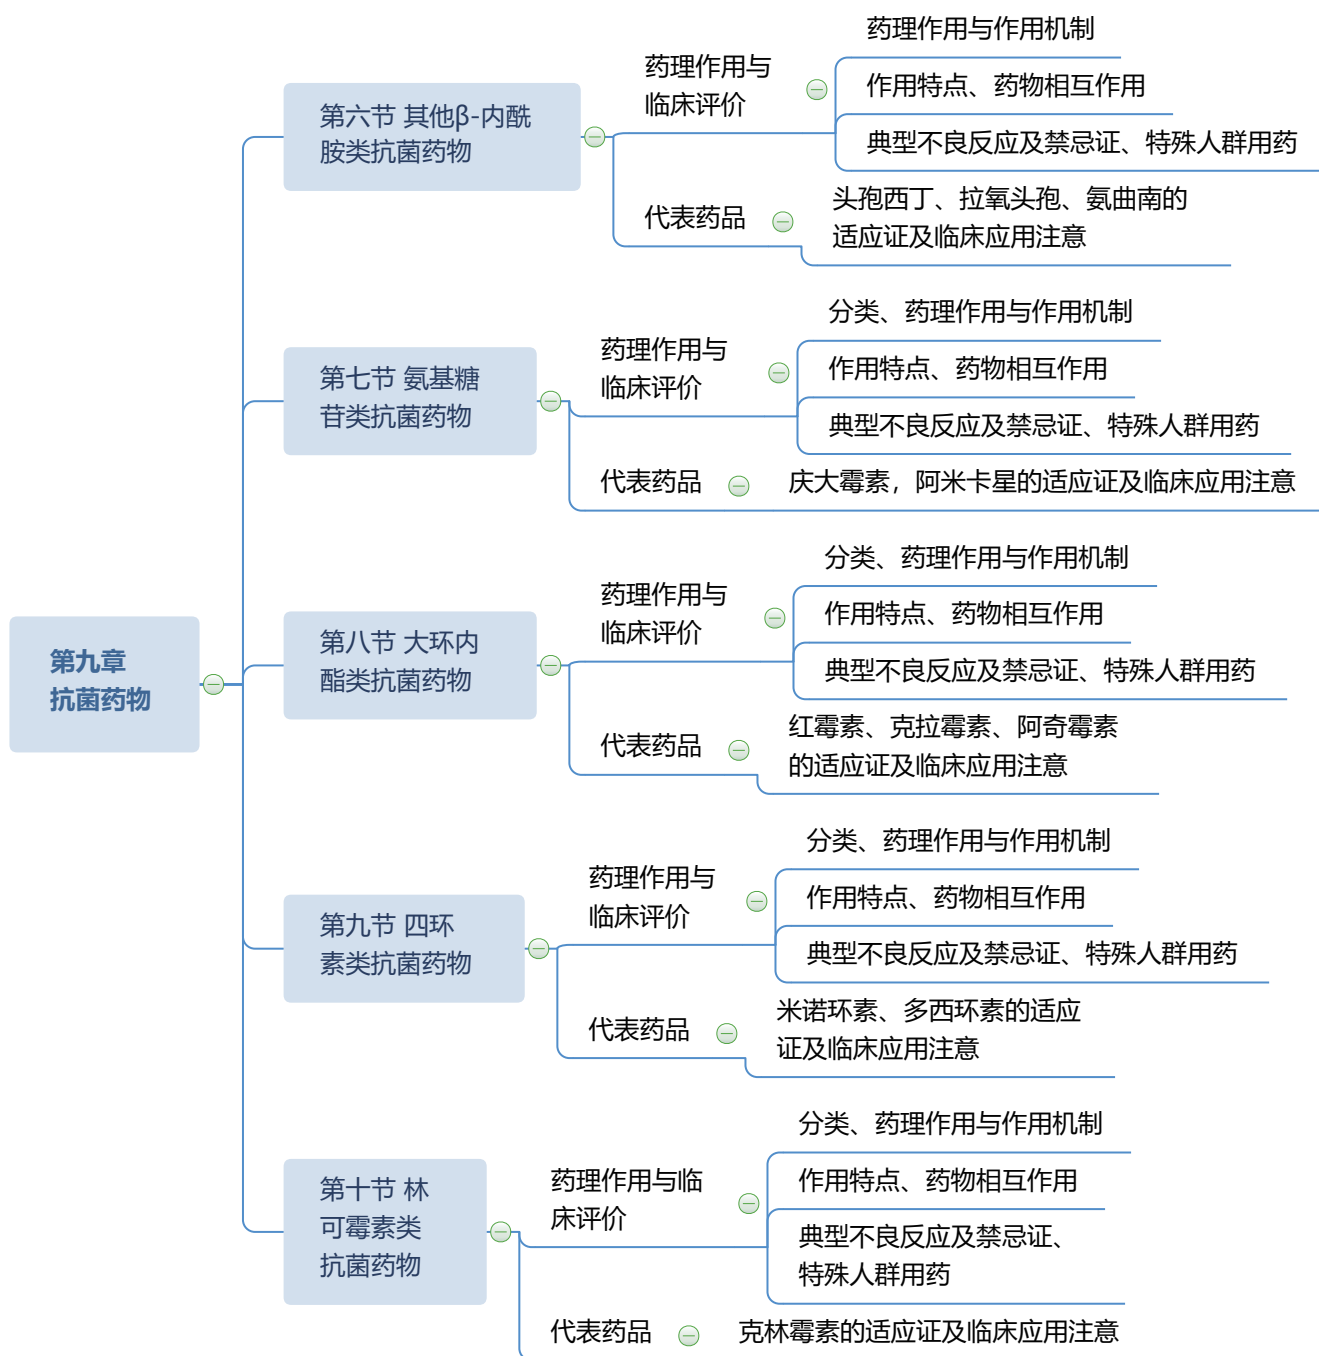 第九章
抗菌药物
第六节 其他β-内酰
胺类抗菌药物
药理作用与
临床评价
药理作用与作用机制
作用特点、药物相互作用
典型不良反应及禁忌证、特殊人群用药
代表药品
头孢西丁、拉氧头孢、氨曲南的
适应证及临床应用注意
第七节 氨基糖
苷类抗菌药物
药理作用与
临床评价
分类、药理作用与作用机制
作用特点、药物相互作用
典型不良反应及禁忌证、特殊人群用药
代表药品
庆大霉素，阿米卡星的适应证及临床应用注意
第八节 大环内
酯类抗菌药物
药理作用与
临床评价
分类、药理作用与作用机制
作用特点、药物相互作用
典型不良反应及禁忌证、特殊人群用药
代表药品
红霉素、克拉霉素、阿奇霉素
的适应证及临床应用注意
第九节 四环
素类抗菌药物
药理作用与
临床评价
分类、药理作用与作用机制
作用特点、药物相互作用
典型不良反应及禁忌证、特殊人群用药
代表药品
米诺环素、多西环素的适应
证及临床应用注意
第十节 林
可霉素类
抗菌药物
药理作用与临
床评价
分类、药理作用与作用机制
作用特点、药物相互作用
典型不良反应及禁忌证、
特殊人群用药
代表药品
克林霉素的适应证及临床应用注意